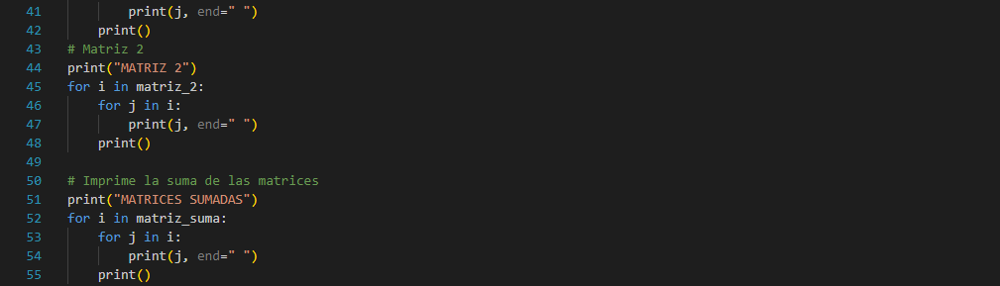 41 print(j, end=" ")
42 print()
43 # Matriz 2
44 print("MATRIZ 2")
45 for i in matriz_2:
46 for j in i:
47 print(j, end=" ")
48 print()
49
50 # Imprime la suma de las matrices
51 print("MATRICES SUMADAS")
52 for i in matriz_suma:
53 for j in i:
54 print(j, end=" ")
55 print()